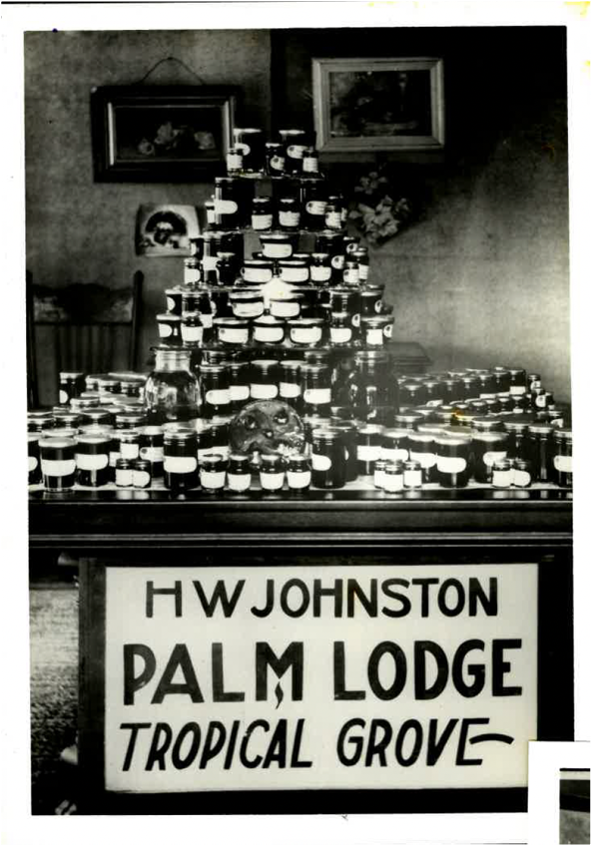 H W JOHNSTON
PALM LODGE
TROPICAL GROVE